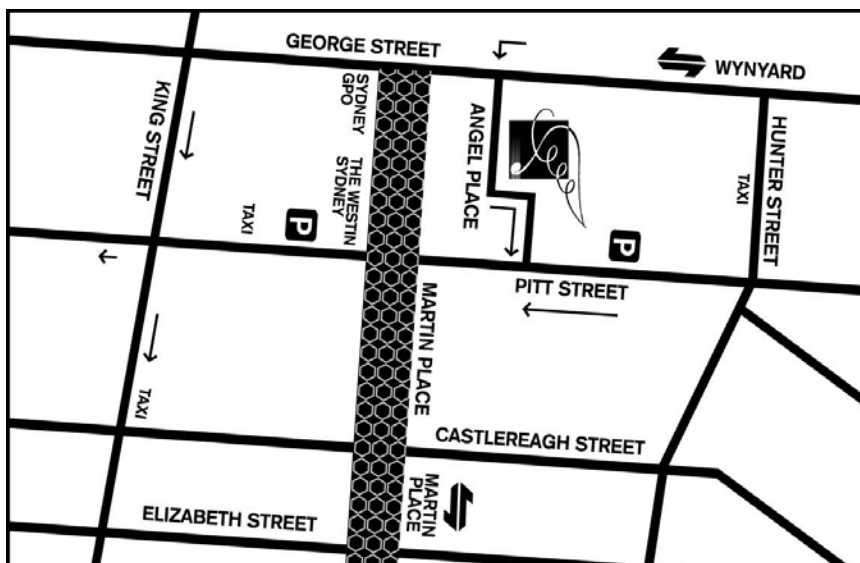 GEORGE STREET
WYNYARD
KING STREET
SYDNEY
GPO
THE WESTIN
SYDNEY
TAXI
P
ANGEL PLACE
P
HUNTER STREET
TAXI
PITT STREET
MARTIN PLACE
TAXI
CASTLEREAGH STREET
MARTIN
PLACE
ELIZABETH STREET